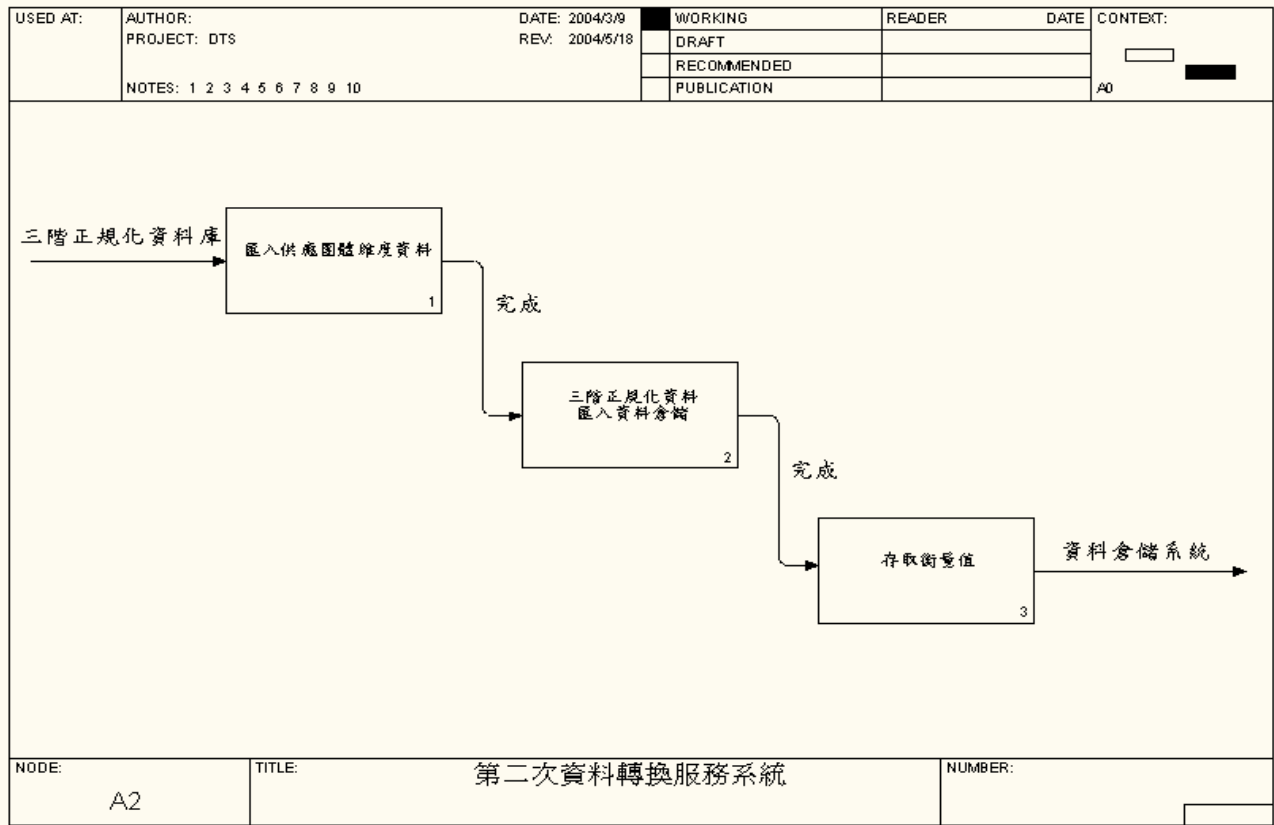 USED AT:
AUTHOR:
DATE: 2004/3/9
WORKING
READER
DATE
CONTEXT:
PROJECT: DTS
REV: 2004/5/18
DRAFT
RECOMMENDED
NOTES: 1 2 3 4 5 6 7 8 9 10
PUBLICATION
A0
三階正規化資料庫
匯入供應團體維度資料
1
完成
三階正規化資料
匯入資料倉儲
2
完成
存取衡量值
3
資料倉儲系統
NODE:
A2
TITLE:
第二次資料轉換服務系統
NUMBER: